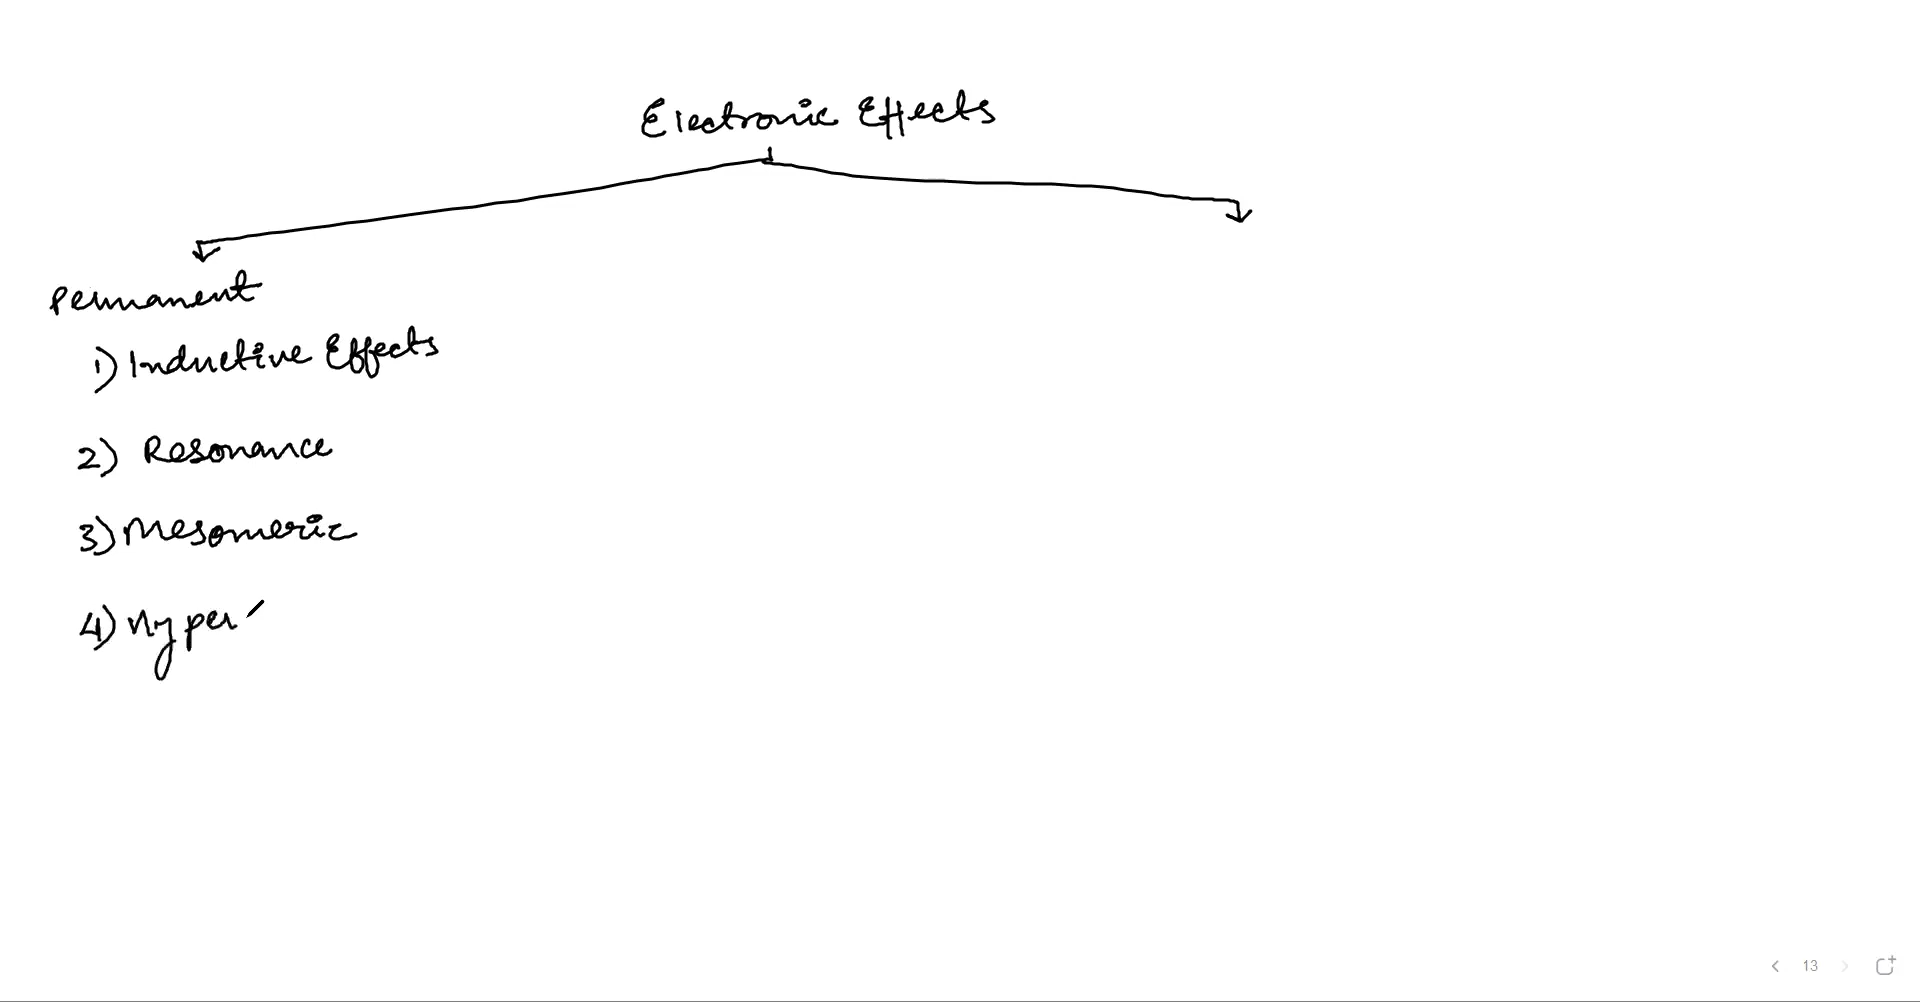 Electronic Effects
Permanent
1) Inductive Effects
2) Resonance
3) Mesomeric
4) Hyper
13